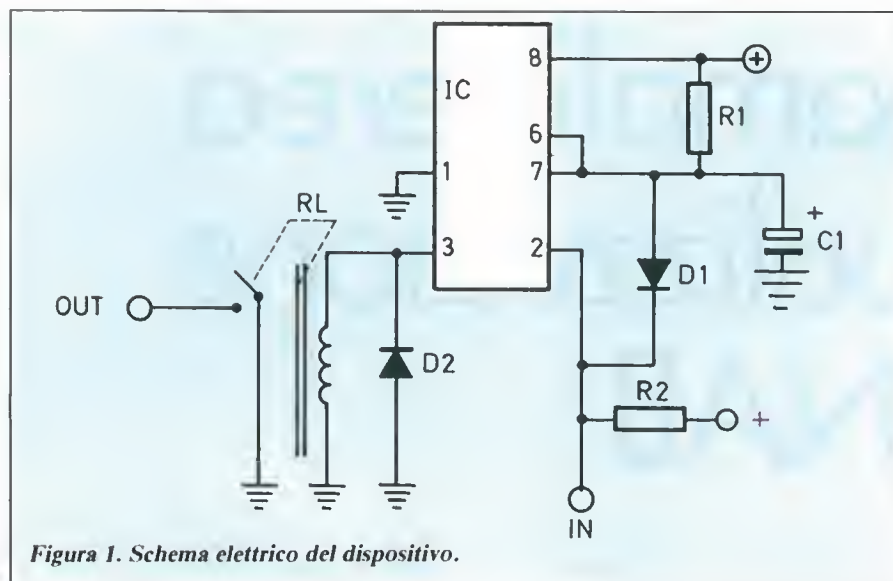 8
+
IC
R1
6
1
7
RL
+
C1
3
2
D1
OUT
D2
R2
+
IN
Figura 1. Schema elettrico del dispositivo.